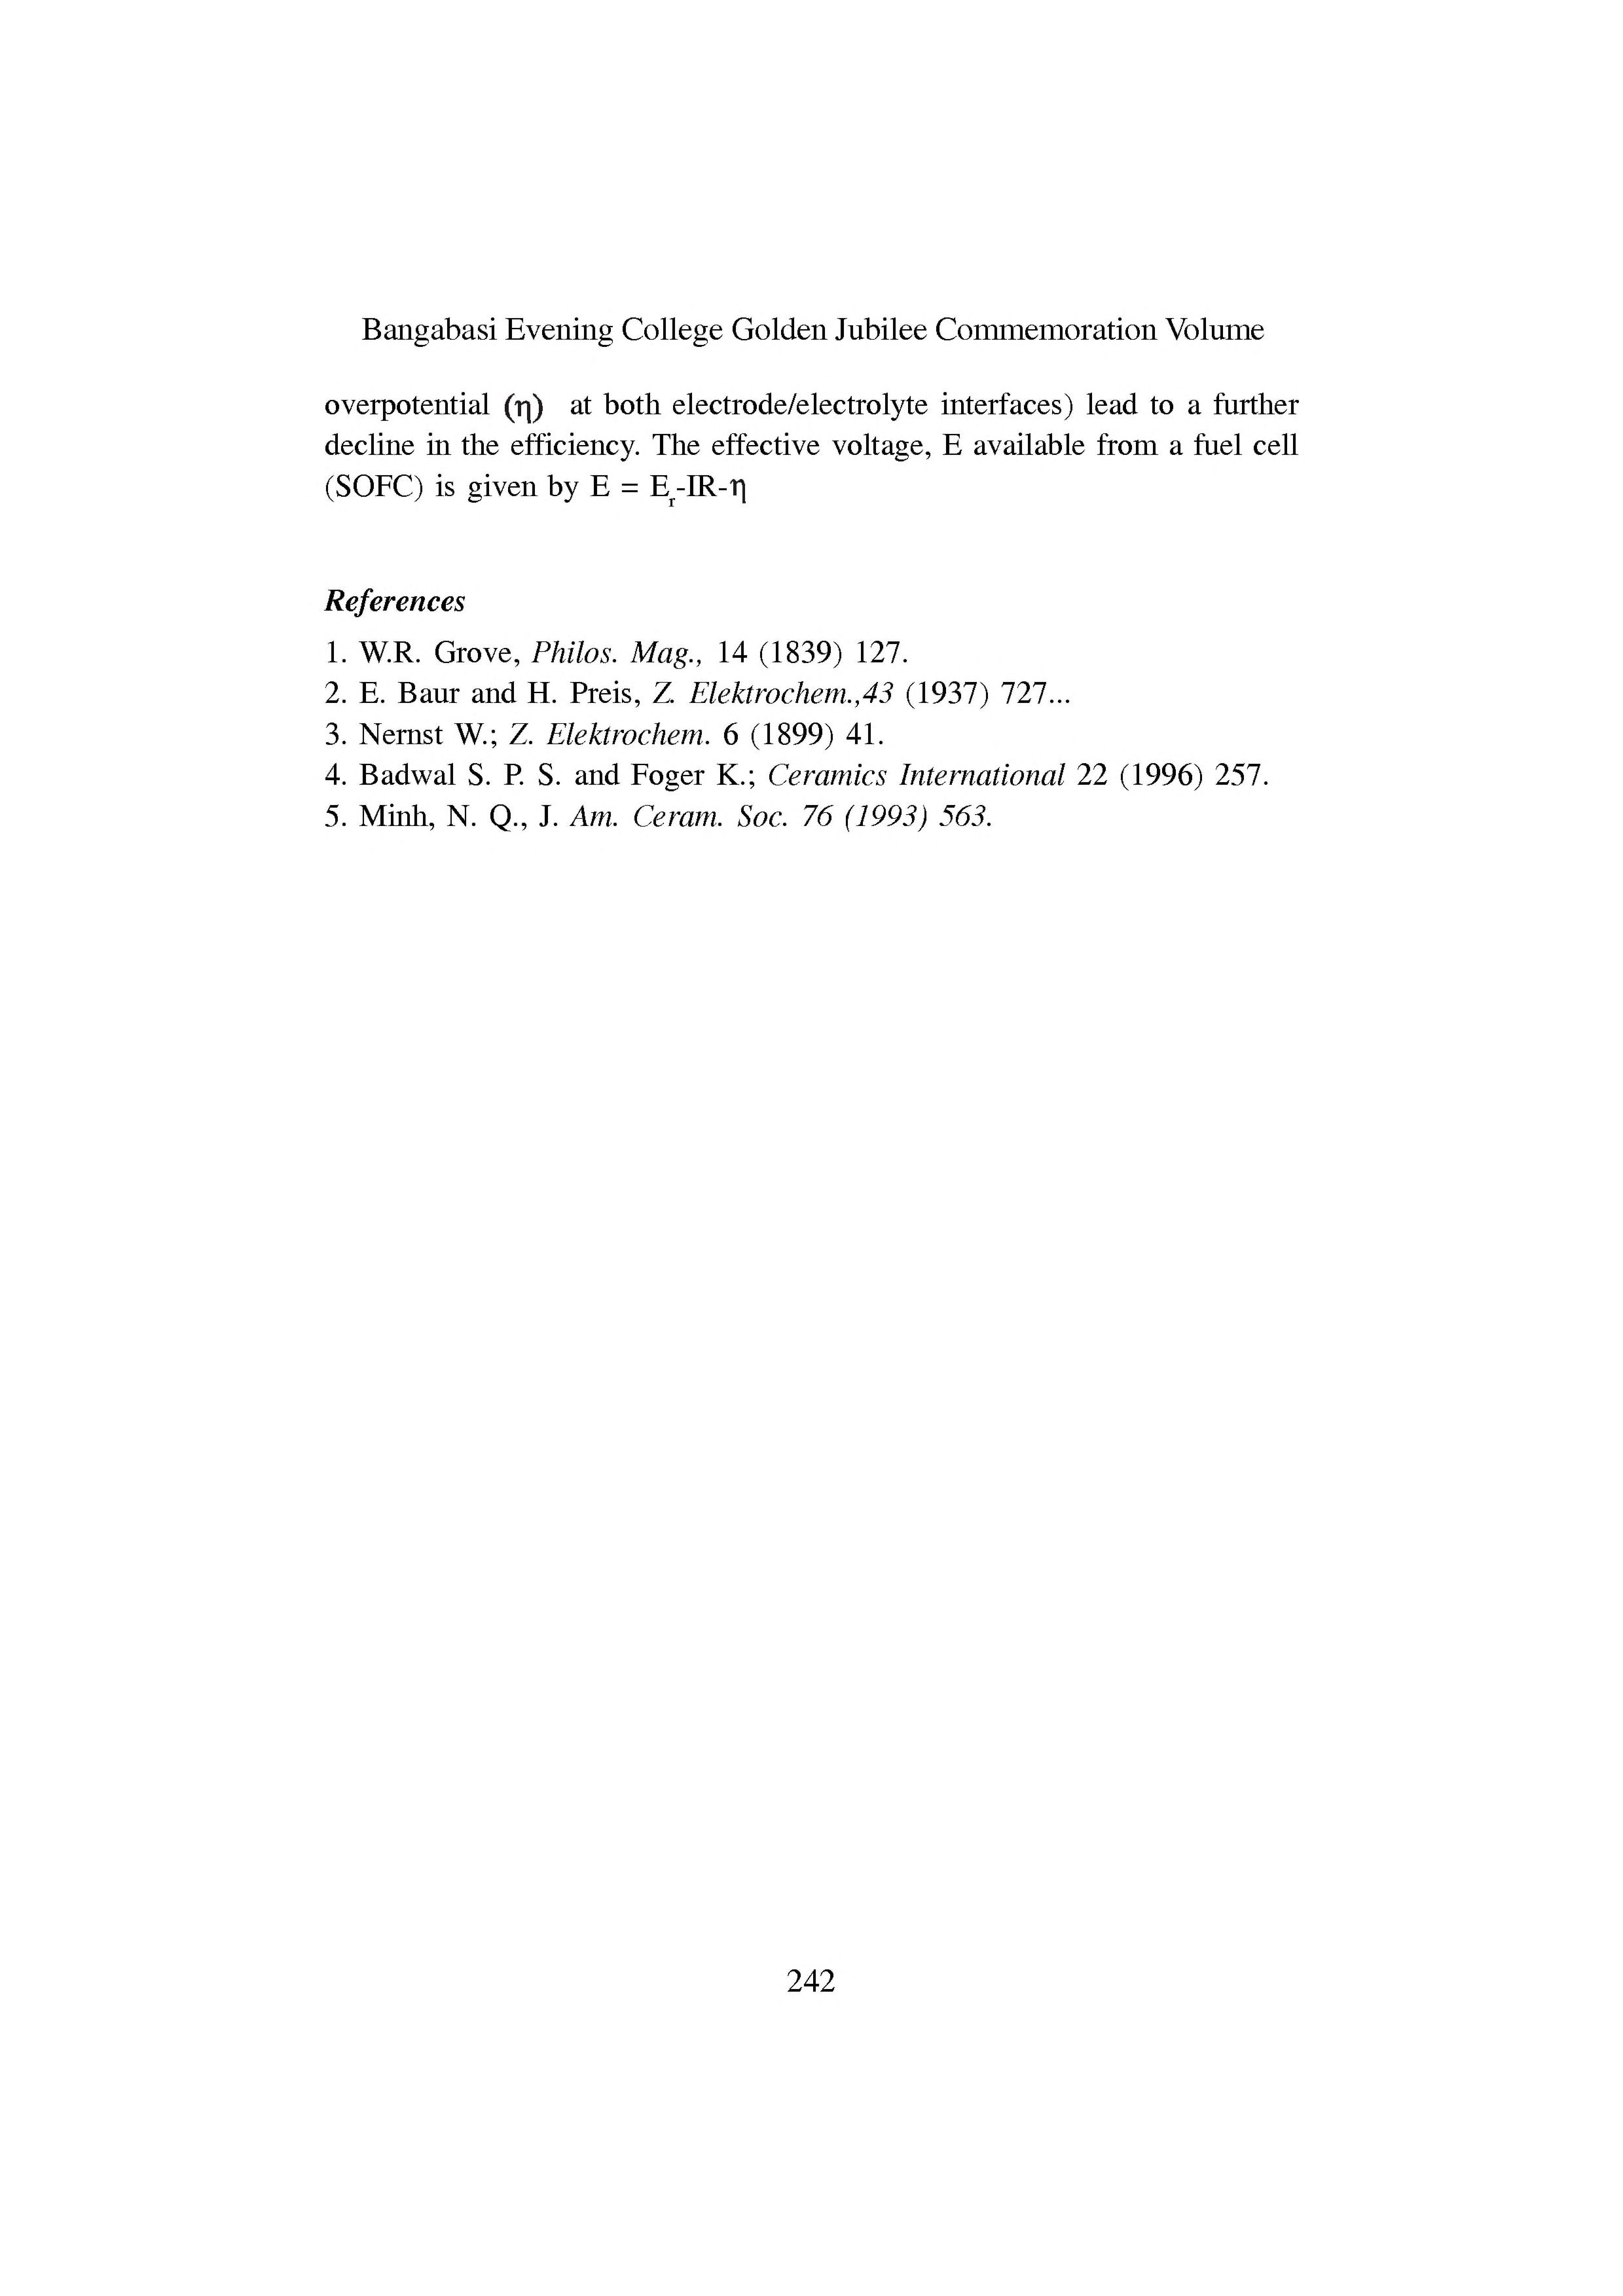 Bangabasi Evening College Golden Jubilee Commemoration Volume
overpotential (η) at both electrode/electrolyte interfaces) lead to a further
decline in the efficiency. The effective voltage, E available from a fuel cell
(SOFC) is given by E = Eᵣ-IR-η
References
1. W.R. Grove, Philos. Mag., 14 (1839) 127.
2. E. Baur and H. Preis, Z. Elektrochem.,43 (1937) 727...
3. Nernst W.; Z. Elektrochem. 6 (1899) 41.
4. Badwal S. P. S. and Foger K.; Ceramics International 22 (1996) 257.
5. Minh, N. Q., J. Am. Ceram. Soc. 76 (1993) 563.
242